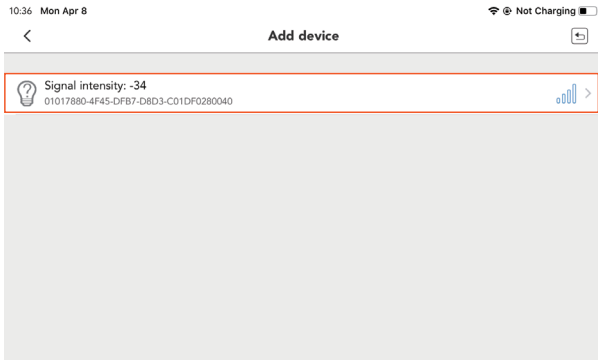 10:36 Mon Apr 8 Not Charging
Add device
Signal intensity: -34
01017880-4F45-DFB7-D8D3-C01DF0280040